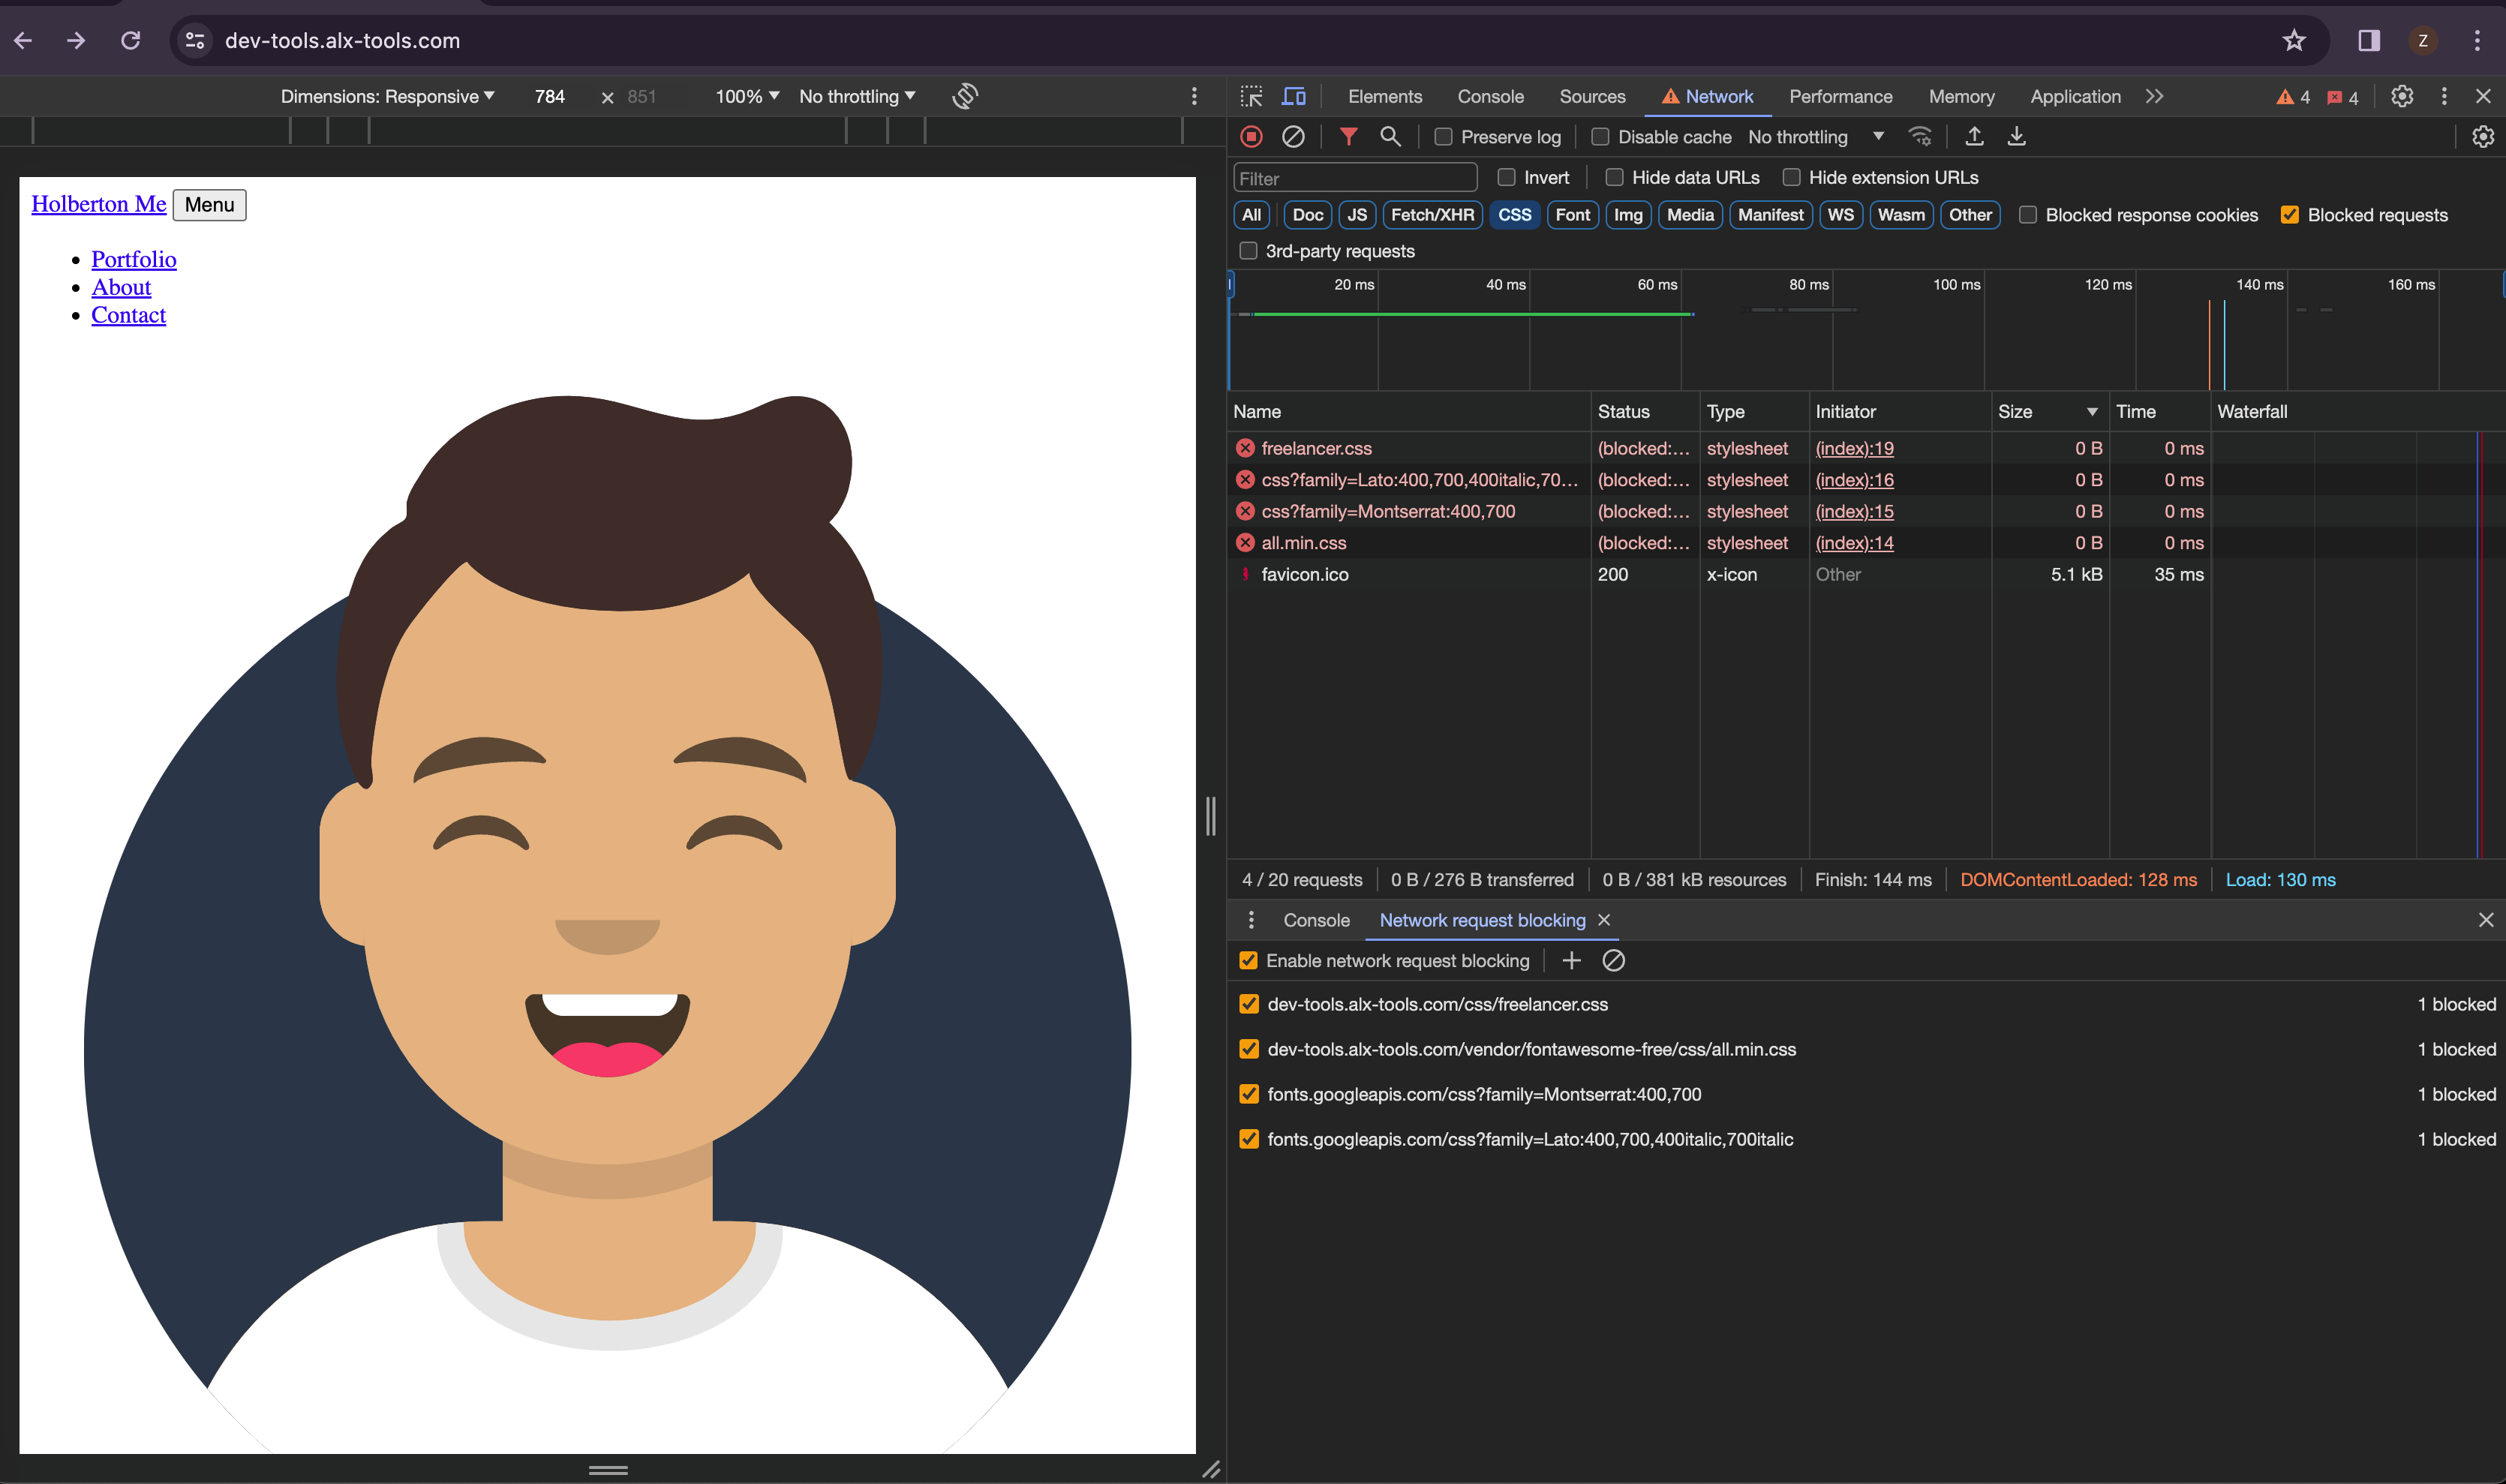 dev-tools.alx-tools.com
Z
Dimensions: Responsive 784 × 851 100% No throttling
Elements Console Sources Network Performance Memory Application 4 4
Preserve log Disable cache No throttling
Filter Invert Hide data URLs Hide extension URLs
All Doc JS Fetch/XHR CSS Font Img Media Manifest WS Wasm Other Blocked response cookies Blocked requests
3rd-party requests
20 ms 40 ms 60 ms 80 ms 100 ms 120 ms 140 ms 160 ms
Name Status Type Initiator Size Time Waterfall
freelancer.css (blocked:... stylesheet (index):19 0 B 0 ms
css?family=Lato:400,700,400italic,70... (blocked:... stylesheet (index):16 0 B 0 ms
css?family=Montserrat:400,700 (blocked:... stylesheet (index):15 0 B 0 ms
all.min.css (blocked:... stylesheet (index):14 0 B 0 ms
favicon.ico 200 x-icon Other 5.1 kB 35 ms
4 / 20 requests 0 B / 276 B transferred 0 B / 381 kB resources Finish: 144 ms DOMContentLoaded: 128 ms Load: 130 ms
Console Network request blocking
Enable network request blocking
dev-tools.alx-tools.com/css/freelancer.css 1 blocked
dev-tools.alx-tools.com/vendor/fontawesome-free/css/all.min.css 1 blocked
fonts.googleapis.com/css?family=Montserrat:400,700 1 blocked
fonts.googleapis.com/css?family=Lato:400,700,400italic,700italic 1 blocked
Holberton Me Menu
Portfolio
About
Contact